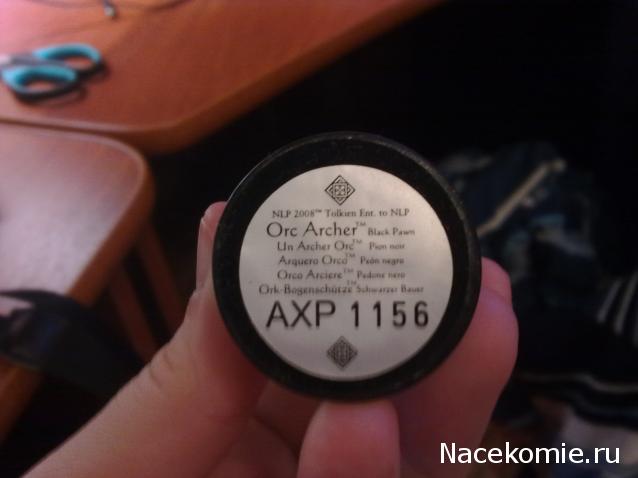 NLP 2008™ Tolkien Ent. to NLP
Orc Archer™ Black Pawn
Un Archer Orc™ Pion noir
Arquero Orco™ Peón negro
Orco Arciere™ Pedone nero
Ork-Bogenschütze™ Schwarzer Bauer
AXP 1156
Nacekomie.ru